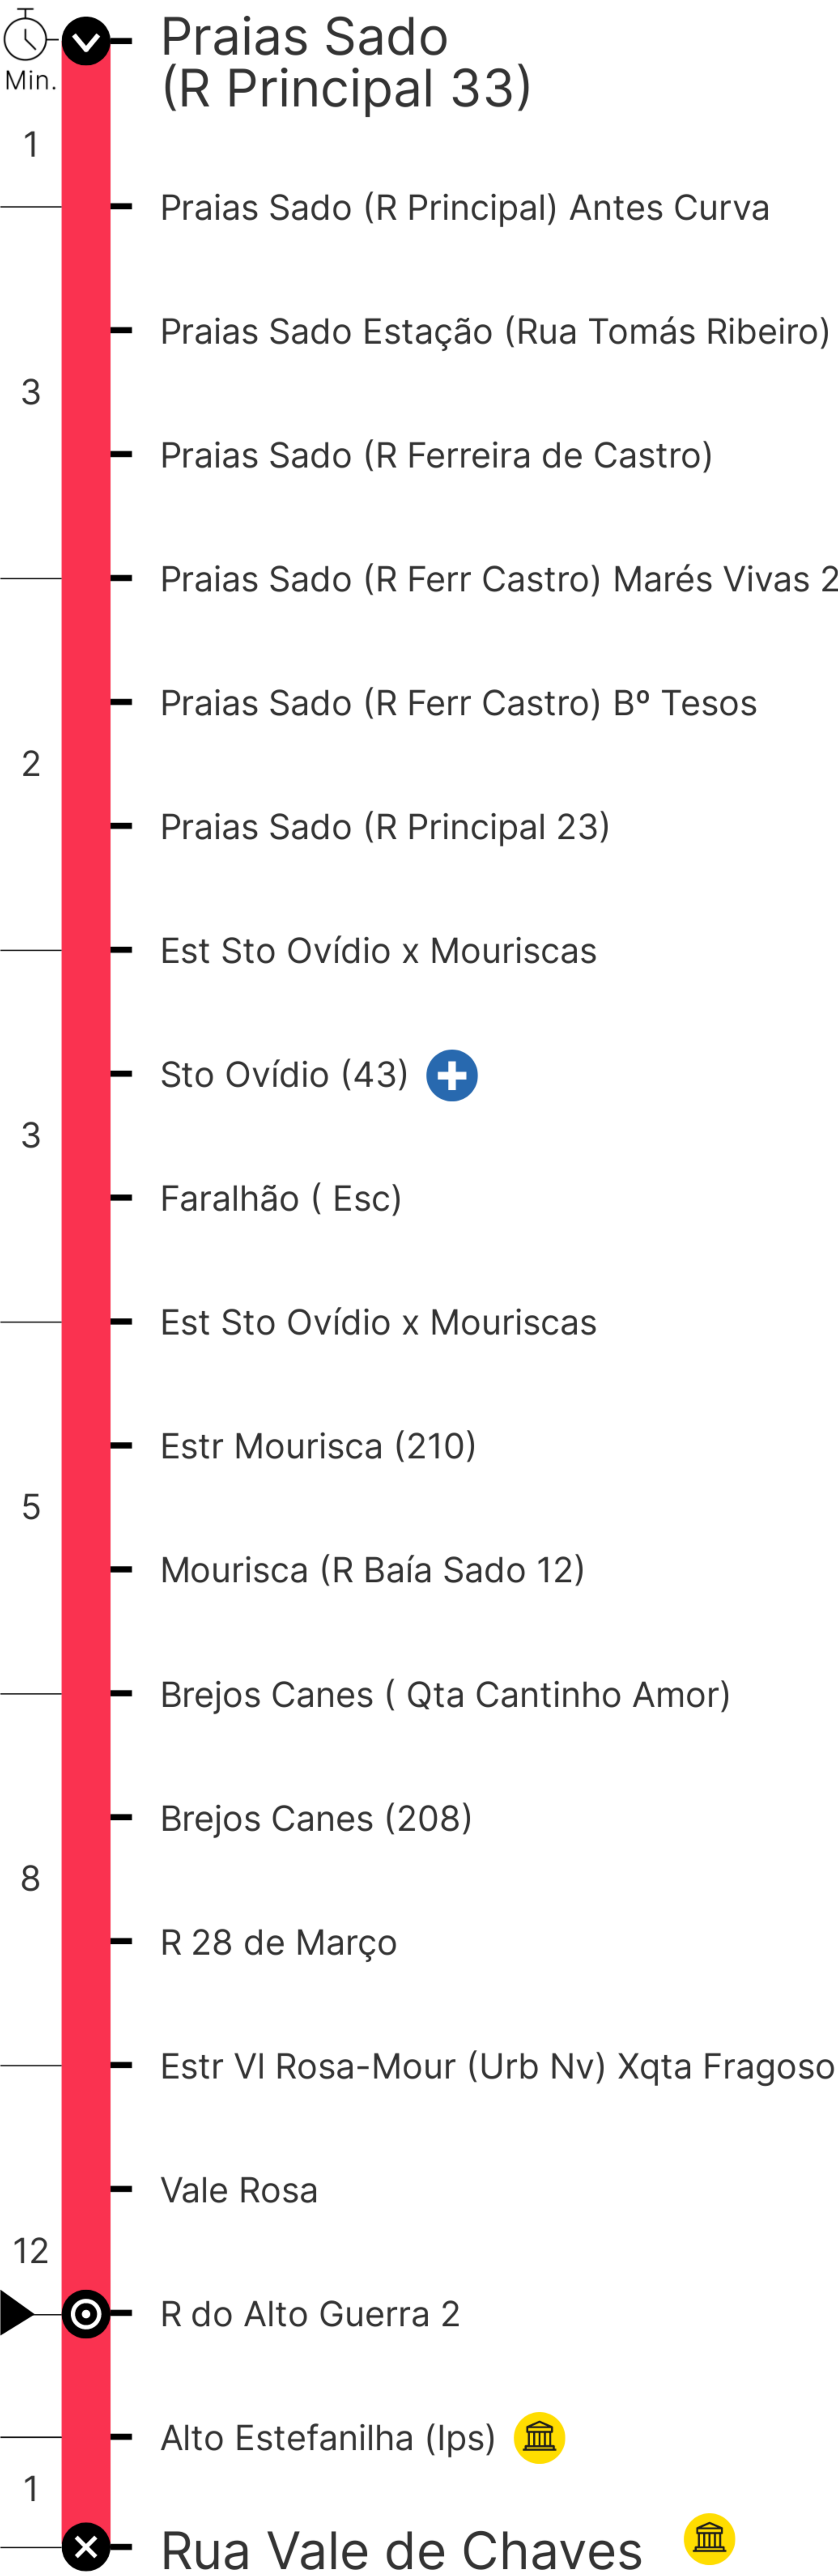 Min.
Praias Sado
(R Principal 33)
1
Praias Sado (R Principal) Antes Curva
Praias Sado Estação (Rua Tomás Ribeiro)
3
Praias Sado (R Ferreira de Castro)
Praias Sado (R Ferr Castro) Marés Vivas 2
Praias Sado (R Ferr Castro) Bº Tesos
2
Praias Sado (R Principal 23)
Est Sto Ovídio x Mouriscas
Sto Ovídio (43)
3
Faralhão ( Esc)
Est Sto Ovídio x Mouriscas
Estr Mourisca (210)
5
Mourisca (R Baía Sado 12)
Brejos Canes ( Qta Cantinho Amor)
Brejos Canes (208)
8
R 28 de Março
Estr Vl Rosa-Mour (Urb Nv) Xqta Fragoso
Vale Rosa
12
R do Alto Guerra 2
Alto Estefanilha (Ips)
1
Rua Vale de Chaves